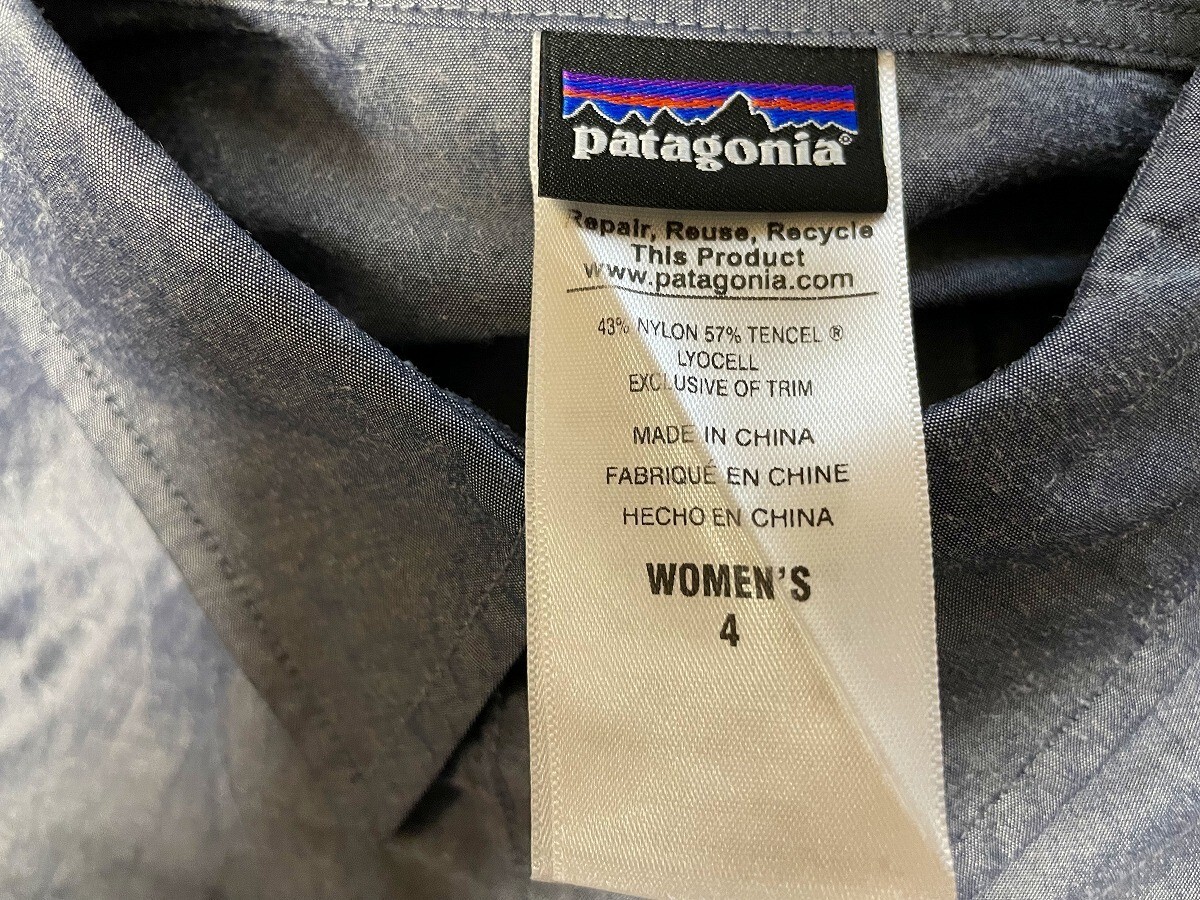 patagonia®
Repair, Reuse, Recycle
This Product
www.patagonia.com
43% NYLON 57% TENCEL ®
LYOCELL
EXCLUSIVE OF TRIM
MADE IN CHINA
FABRIQUÉ EN CHINE
HECHO EN CHINA
WOMEN'S
4